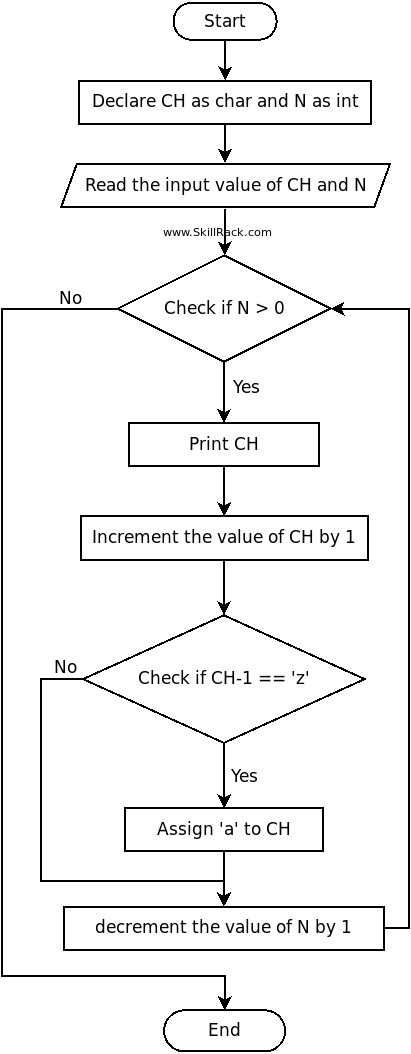 Start
Declare CH as char and N as int
Read the input value of CH and N
www.SkillRack.com
No
Check if N > 0
Yes
Print CH
Increment the value of CH by 1
No
Check if CH-1 == 'z'
Yes
Assign 'a' to CH
decrement the value of N by 1
End